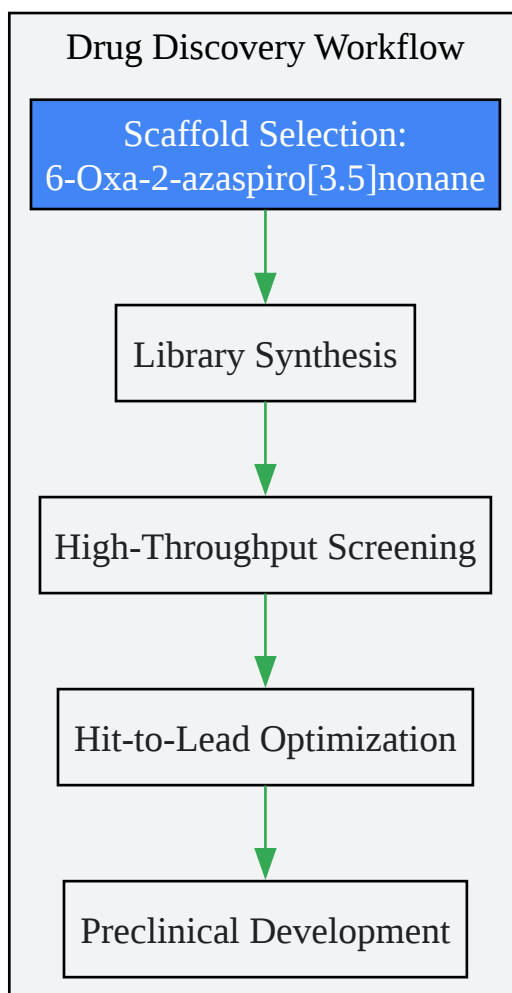 Drug Discovery Workflow
Scaffold Selection:
6-Oxa-2-azaspiro[3.5]nonane
Library Synthesis
High-Throughput Screening
Hit-to-Lead Optimization
Preclinical Development